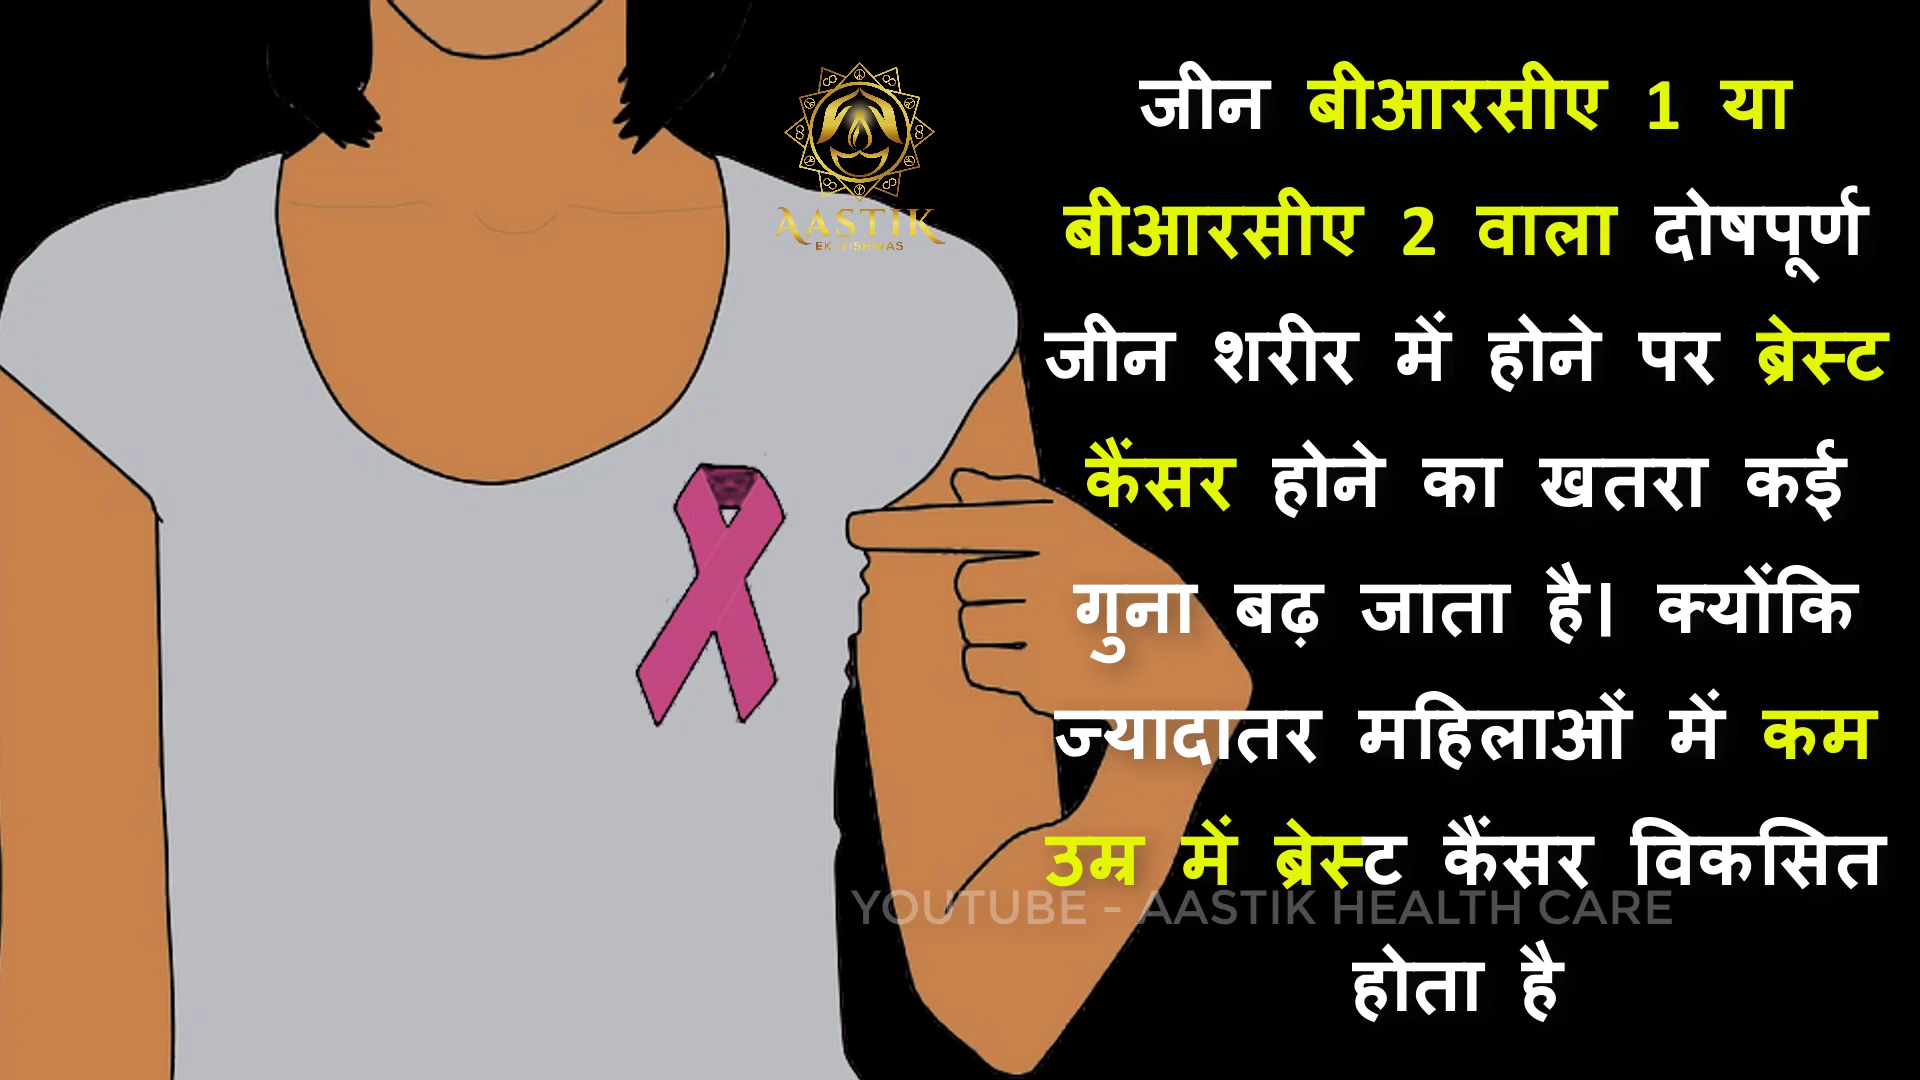 AASTIK
EK VISHWAS
जीन बीआरसीए 1 या
बीआरसीए 2 वाला दोषपूर्ण
जीन शरीर में होने पर ब्रेस्ट
कैंसर होने का खतरा कई
गुना बढ़ जाता है। क्योंकि
ज्यादातर महिलाओं में कम
उम्र में ब्रेस्ट कैंसर विकसित
YOUTUBE - AASTIK HEALTH CARE
होता है